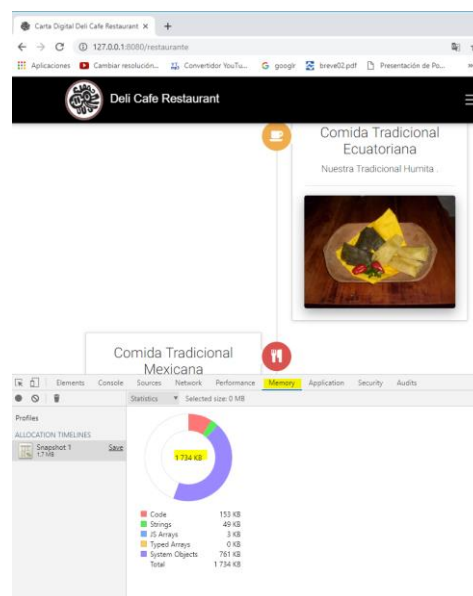 Carta Digital Deli Cafe Restaurant
127.0.0.1:8080/restaurante
Aplicaciones Cambiar resolución... Convertidor YouTu... googlr breve02.pdf Presentación de Po...
Deli Cafe Restaurant
Comida Tradicional
Ecuatoriana
Nuestra Tradicional Humita .
Comida Tradicional
Mexicana
Elements Console Sources Network Performance Memory Application Security Audits
Statistics Selected size: 0 MB
Profiles
ALLOCATION TIMELINES
Snapshot 1 Save
1,7 MB
1 734 KB
Code 153 KB
Strings 49 KB
JS Arrays 3 KB
Typed Arrays 0 KB
System Objects 761 KB
Total 1 734 KB